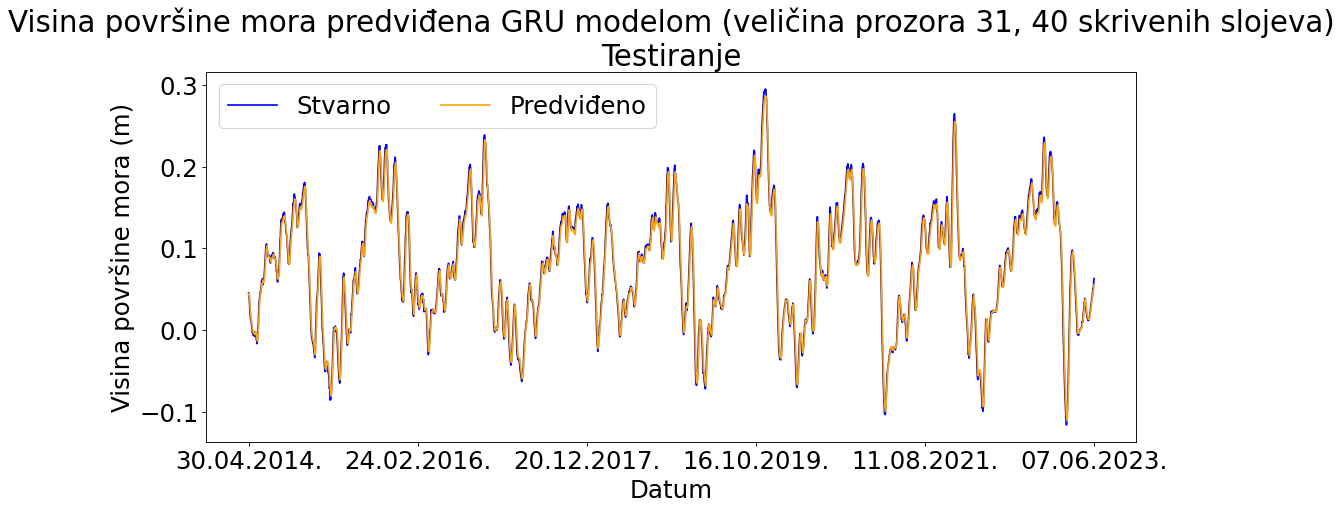 Visina površine mora predviđena GRU modelom (veličina prozora 31, 40 skrivenih slojeva)
Testiranje
Stvarno Predviđeno
Visina površine mora (m)
0.3
0.2
0.1
0.0
−0.1
30.04.2014. 24.02.2016. 20.12.2017. 16.10.2019. 11.08.2021. 07.06.2023.
Datum